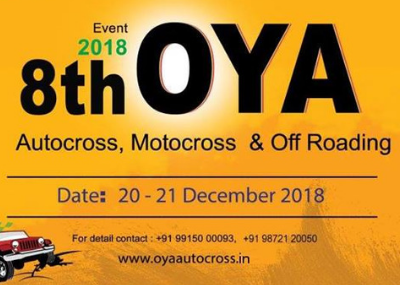 Event
2018
8th OYA
Autocross, Motocross & Off Roading
Date: 20 - 21 December 2018
For detail contact : +91 99150 00093, +91 98721 20050
www.oyaautocross.in